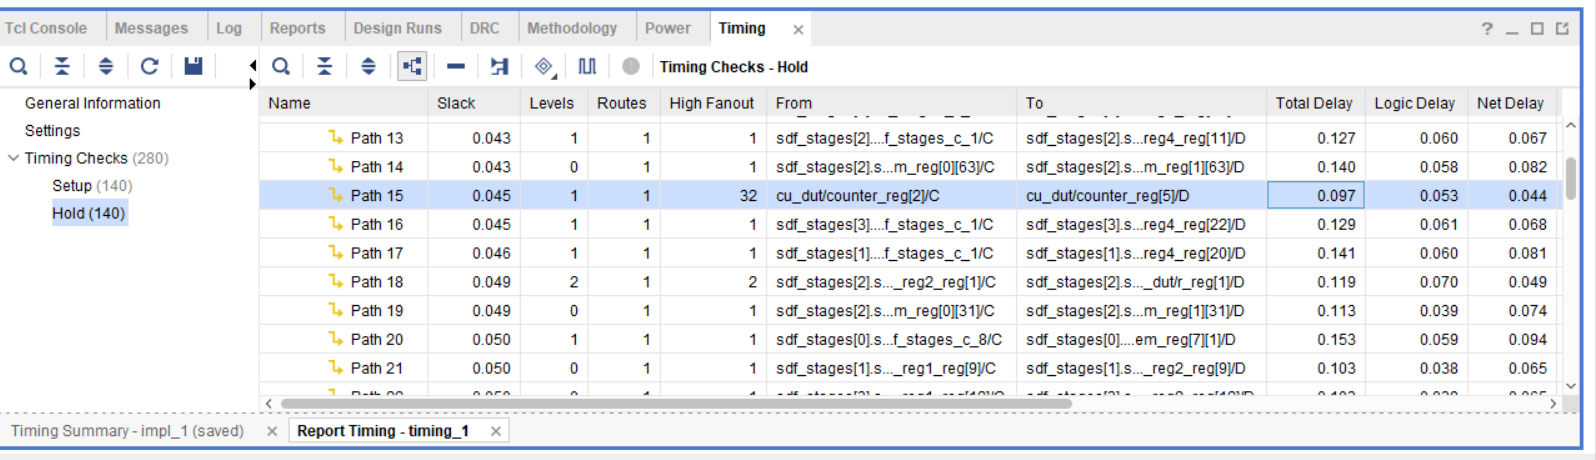 Tcl Console Messages Log Reports Design Runs DRC Methodology Power Timing × ?
Timing Checks - Hold
General Information
Settings
Timing Checks (280)
Setup (140)
Hold (140)
Name Slack Levels Routes High Fanout From To Total Delay Logic Delay Net Delay
Path 13 0.043 1 1 1 sdf_stages[2]....f_stages_c_1/C sdf_stages[2].s...reg4_reg[11]/D 0.127 0.060 0.067
Path 14 0.043 0 1 1 sdf_stages[2].s...m_reg[0][63]/C sdf_stages[2].s...m_reg[1][63]/D 0.140 0.058 0.082
Path 15 0.045 1 1 32 cu_dut/counter_reg[2]/C cu_dut/counter_reg[5]/D 0.097 0.053 0.044
Path 16 0.045 1 1 1 sdf_stages[3]....f_stages_c_1/C sdf_stages[3].s...reg4_reg[22]/D 0.129 0.061 0.068
Path 17 0.046 1 1 1 sdf_stages[1]....f_stages_c_1/C sdf_stages[1].s...reg4_reg[20]/D 0.141 0.060 0.081
Path 18 0.049 2 1 2 sdf_stages[2].s..._reg2_reg[1]/C sdf_stages[2].s..._dut/r_reg[1]/D 0.119 0.070 0.049
Path 19 0.049 0 1 1 sdf_stages[2].s...m_reg[0][31]/C sdf_stages[2].s...m_reg[1][31]/D 0.113 0.039 0.074
Path 20 0.050 1 1 1 sdf_stages[0].s...f_stages_c_8/C sdf_stages[0]....em_reg[7][1]/D 0.153 0.059 0.094
Path 21 0.050 0 1 1 sdf_stages[1].s..._reg1_reg[9]/C sdf_stages[1].s..._reg2_reg[9]/D 0.103 0.038 0.065
Timing Summary - impl_1 (saved) × Report Timing - timing_1 ×